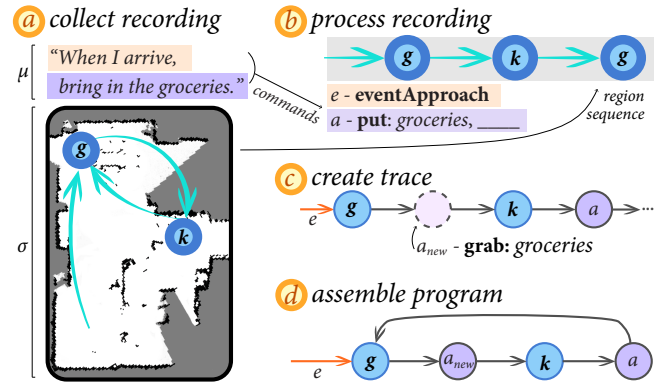 a collect recording
μ
“When I arrive,
bring in the groceries.”
commands
σ
g
k
b process recording
g k g
e - eventApproach
a - put: groceries, ____
region
sequence
c create trace
e g k a ...
a_new - grab: groceries
d assemble program
e g a_new k a